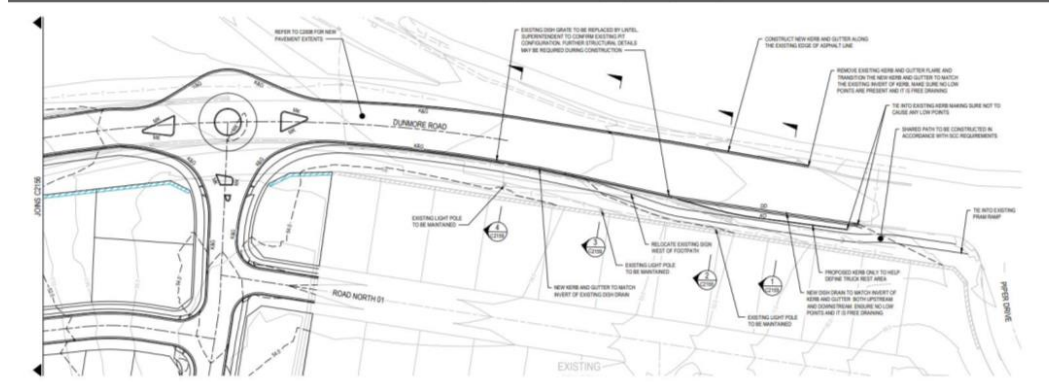 REFER TO C2008 FOR NEW
PAVEMENT EXTENTS
EXISTING DISH GRATE TO BE REPLACED BY LINTEL.
SUPERINTENDENT TO CONFIRM EXISTING PIT
CONFIGURATION. FURTHER STRUCTURAL DETAILS
MAY BE REQUIRED DURING CONSTRUCTION
CONSTRUCT NEW KERB AND GUTTER ALONG
THE EXISTING EDGE OF ASPHALT LINE
REMOVE EXISTING KERB AND GUTTER FLARE AND
TRANSITION THE NEW KERB AND GUTTER TO MATCH
THE EXISTING INVERT OF KERB. MAKE SURE NO LOW
POINTS ARE PRESENT AND IT IS FREE DRAINING
TIE INTO EXISTING KERB MAKING SURE NOT TO
CAUSE ANY LOW POINTS
SHARED PATH TO BE CONSTRUCTED IN
ACCORDANCE WITH SCC REQUIREMENTS
DUNMORE ROAD
K&G
K&G
JOINS C2156
EXISTING LIGHT POLE
TO BE MAINTAINED
4
3
2
1
RELOCATE EXISTING SIGN
WEST OF FOOTPATH
EXISTING LIGHT POLE
TO BE MAINTAINED
TIE INTO EXISTING
PRAM RAMP
PROPOSED KERB ONLY TO HELP
DEFINE TRUCK REST AREA
NEW KERB AND GUTTER TO MATCH
INVERT OF EXISTING DISH DRAIN
NEW DISH DRAIN TO MATCH INVERT OF
KERB AND GUTTER BOTH UPSTREAM
AND DOWNSTREAM. ENSURE NO LOW
POINTS AND IT IS FREE DRAINING
EXISTING LIGHT POLE
TO BE MAINTAINED
ROAD NORTH 01
PIPER DRIVE
EXISTING